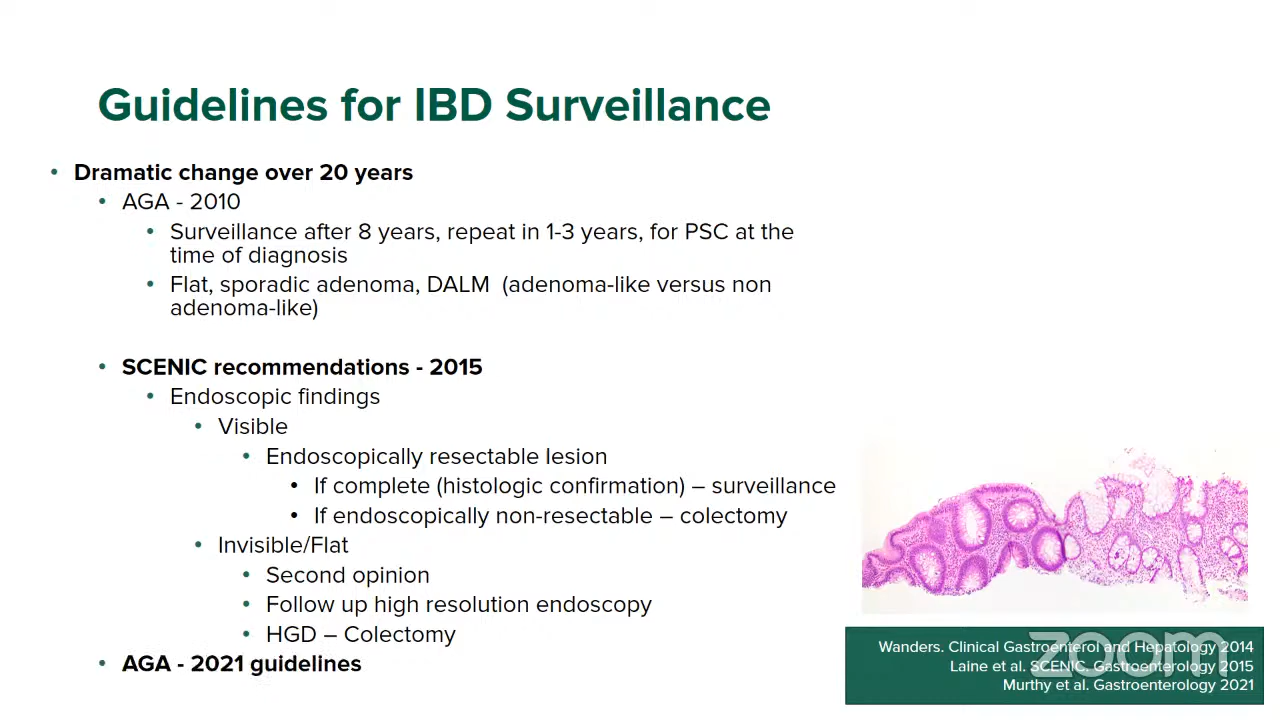 Guidelines for IBD Surveillance
• Dramatic change over 20 years
• AGA - 2010
• Surveillance after 8 years, repeat in 1-3 years, for PSC at the
time of diagnosis
• Flat, sporadic adenoma, DALM (adenoma-like versus non
adenoma-like)
• SCENIC recommendations - 2015
• Endoscopic findings
• Visible
• Endoscopically resectable lesion
• If complete (histologic confirmation) – surveillance
• If endoscopically non-resectable – colectomy
• Invisible/Flat
• Second opinion
• Follow up high resolution endoscopy
• HGD – Colectomy
• AGA - 2021 guidelines
Wanders. Clinical Gastroenterol and Hepatology 2014
Laine et al. SCENIC. Gastroenterology 2015
Murthy et al. Gastroenterology 2021
zoom